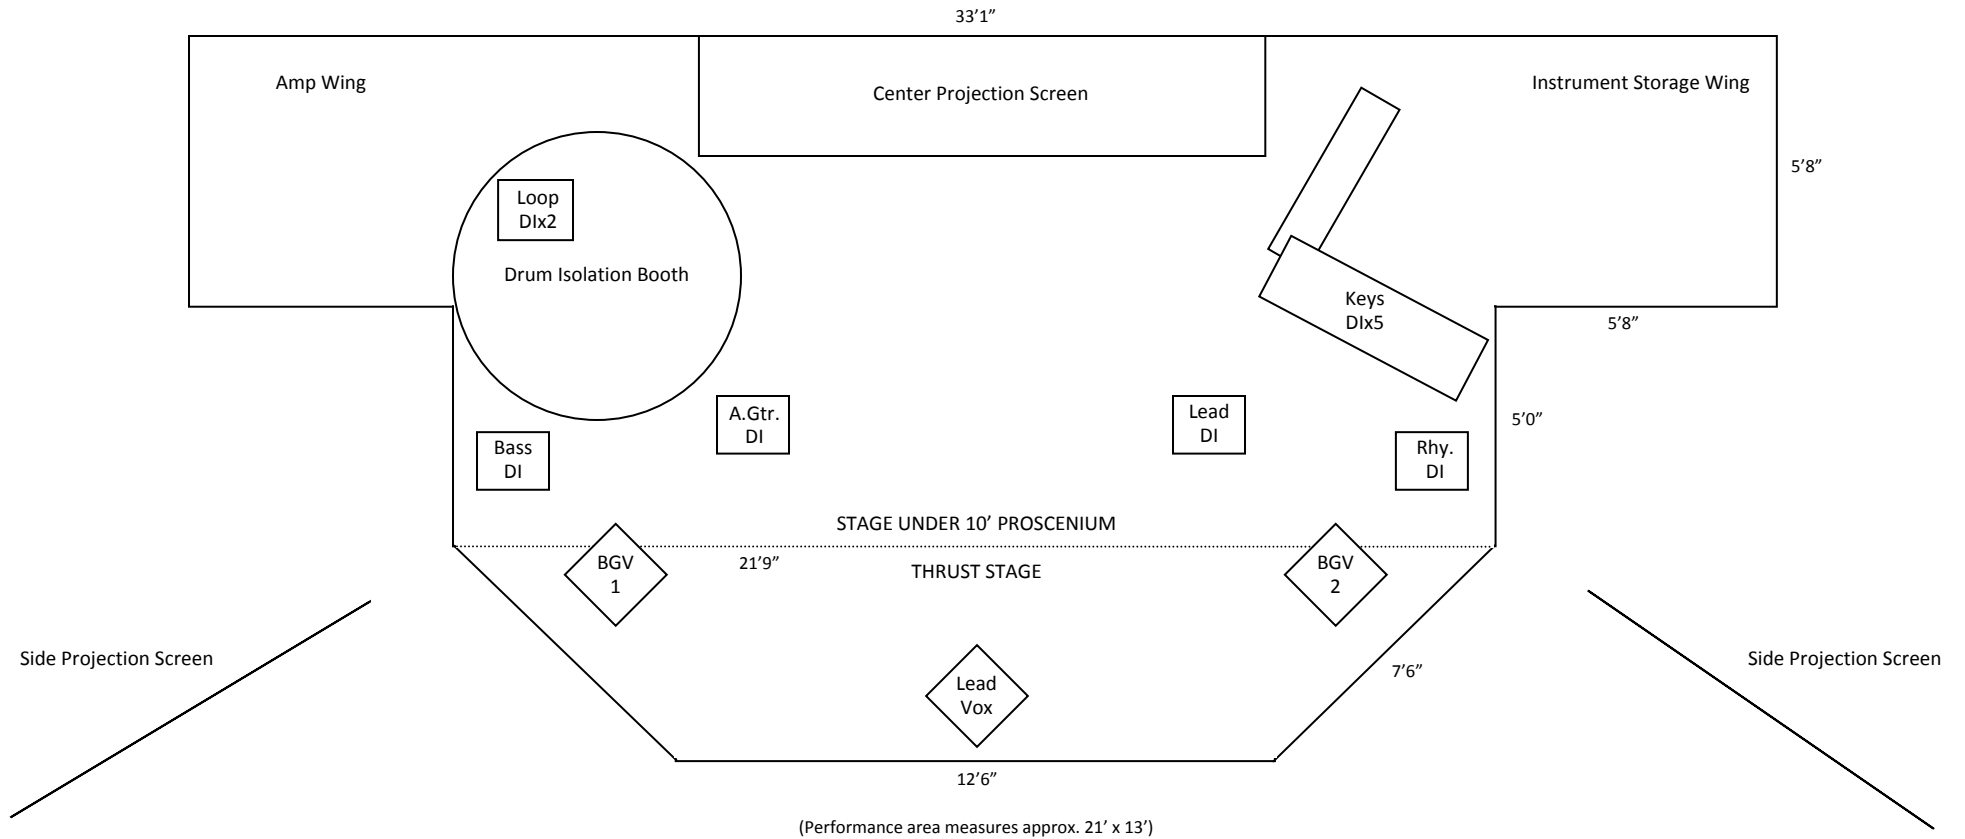 33’1”
Amp Wing
Center Projection Screen
Instrument Storage Wing
5’8”
Loop
DIx2
Drum Isolation Booth
Keys
DIx5
5’8”
A.Gtr.
DI
Lead
DI
5’0”
Bass
DI
Rhy.
DI
STAGE UNDER 10’ PROSCENIUM
BGV
1
21’9”
THRUST STAGE
BGV
2
Side Projection Screen
Lead
Vox
7’6”
Side Projection Screen
12’6”
(Performance area measures approx. 21’ x 13’)